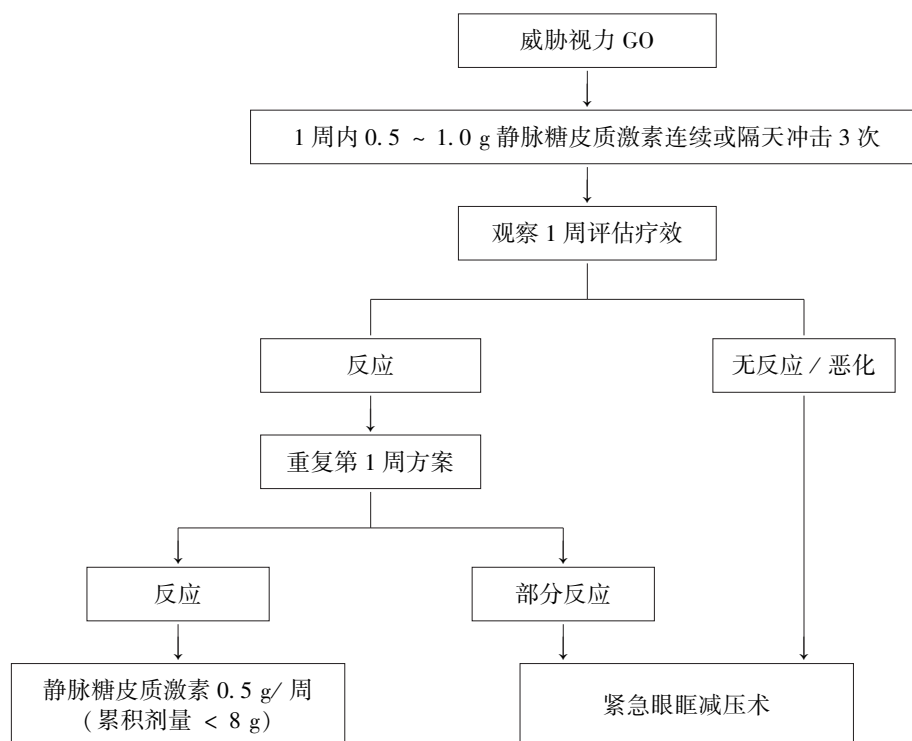 威胁视力 GO
1 周内 0.5 ~ 1.0 g 静脉糖皮质激素连续或隔天冲击 3 次
观察 1 周评估疗效
反应
无反应 / 恶化
重复第 1 周方案
反应
部分反应
静脉糖皮质激素 0.5 g/ 周
(累积剂量 < 8 g)
紧急眼眶减压术